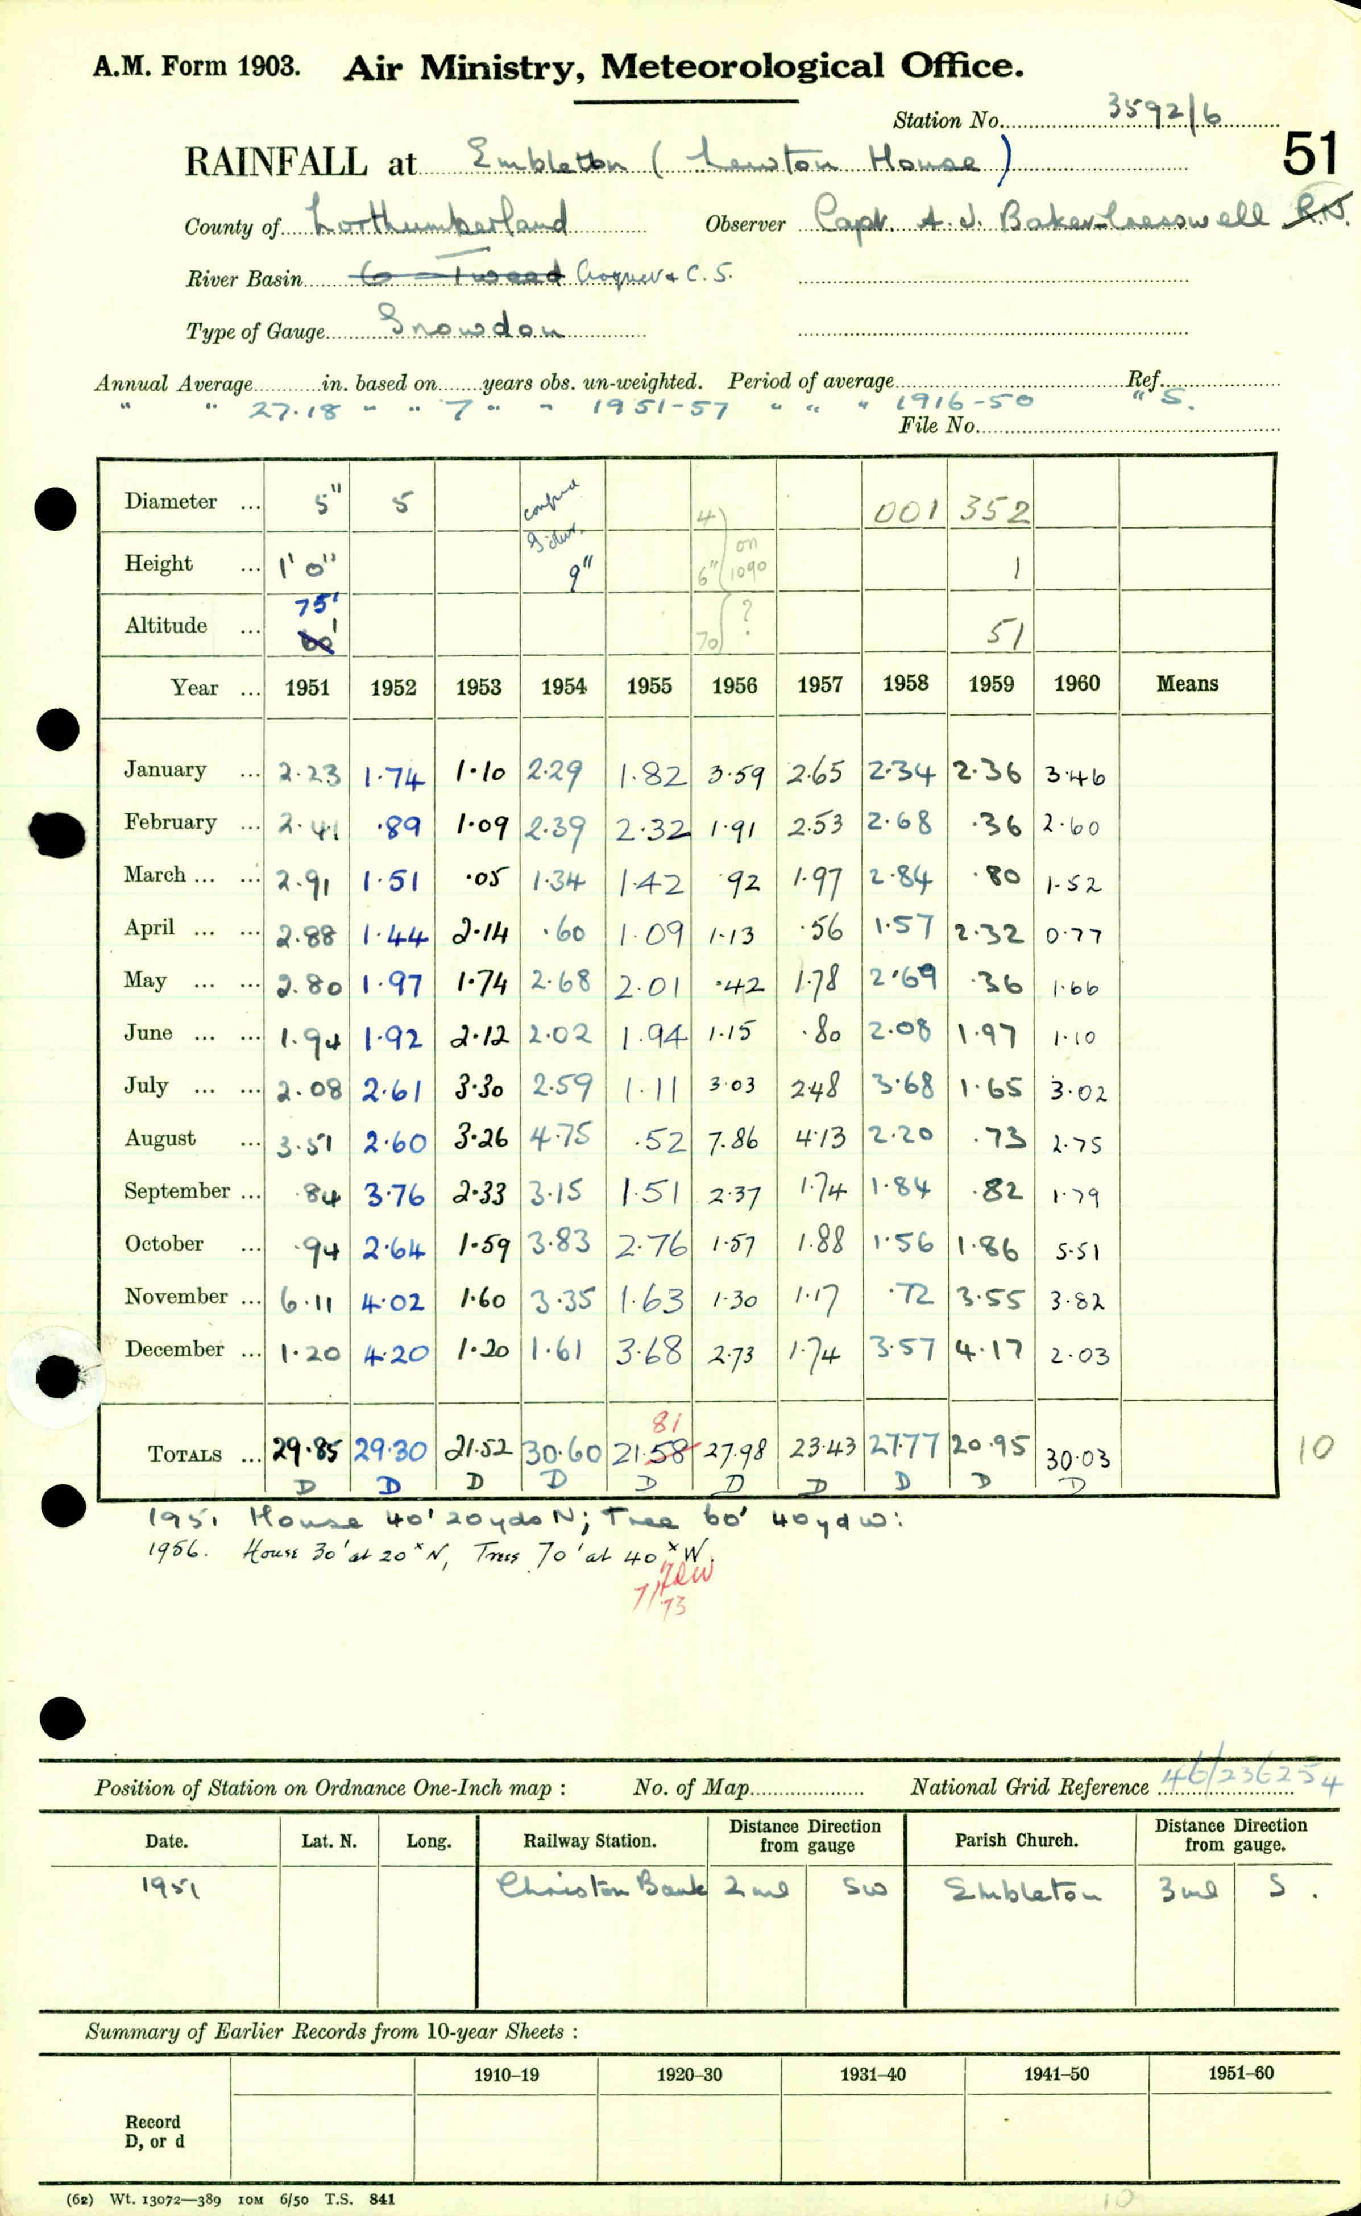 A.M. Form 1903. Air Ministry, Meteorological Office.
Station No. 3592/6
51
RAINFALL at Embleton (Newton House)
County of Northumberland Observer Capt. A. J. Baker-Cresswell R.N.
River Basin 6 - Tweed Coquet & C. S.
Type of Gauge Snowdon
Annual Average in. based on years obs. un-weighted. Period of average Ref.
" " 27.18 " " 7 " " 1951-57 " " " 1916-50 " S.
File No.
Diameter ... 5" 5 001 352
Height ... 1' 0" 9" 4 6" on 1090 1
Altitude ... 75' 60' 70 ? 51
Year ... 1951 1952 1953 1954 1955 1956 1957 1958 1959 1960 Means
January ... 2.23 1.74 1.10 2.29 1.82 3.59 2.65 2.34 2.36 3.46
February ... 2.41 .89 1.09 2.39 2.32 1.91 2.53 2.68 .36 2.60
March ... ... 2.91 1.51 .05 1.34 1.42 .92 1.97 2.84 .80 1.52
April ... ... 2.88 1.44 2.14 .60 1.09 1.13 .56 1.57 2.32 0.77
May ... ... 2.80 1.97 1.74 2.68 2.01 .42 1.78 2.69 .36 1.66
June ... ... 1.94 1.92 2.12 2.02 1.94 1.15 .80 2.08 1.97 1.10
July ... ... 2.08 2.61 3.30 2.59 1.11 3.03 2.48 3.68 1.65 3.02
August ... 3.51 2.60 3.26 4.75 .52 7.86 4.13 2.20 .73 2.75
September ... .84 3.76 2.33 3.15 1.51 2.37 1.74 1.84 .82 1.79
October ... .94 2.64 1.59 3.83 2.76 1.57 1.88 1.56 1.86 5.51
November ... 6.11 4.02 1.60 3.35 1.63 1.30 1.17 .72 3.55 3.82
December ... 1.20 4.20 1.20 1.61 3.68 2.73 1.74 3.57 4.17 2.03
81
TOTALS ... 29.85 29.30 21.52 30.60 21.58 27.98 23.43 27.77 20.95 30.03 10
D D D D D D D D D D
1951 House 40' 20yds N; Tree 60' 40yd W:
1956. House 30' at 20x N, Trees 70' at 40x W.
7/73
Position of Station on Ordnance One-Inch map : No. of Map National Grid Reference 46/236254
Date. Lat. N. Long. Railway Station. Distance Direction from gauge Parish Church. Distance Direction from gauge.
1951 Christon Bank 2 ml SW Embleton 3 ml S.
Summary of Earlier Records from 10-year Sheets :
1910–19 1920–30 1931–40 1941–50 1951–60
Record
D, or d
(62) Wt. 13072—389 10M 6/50 T.S. 841
10